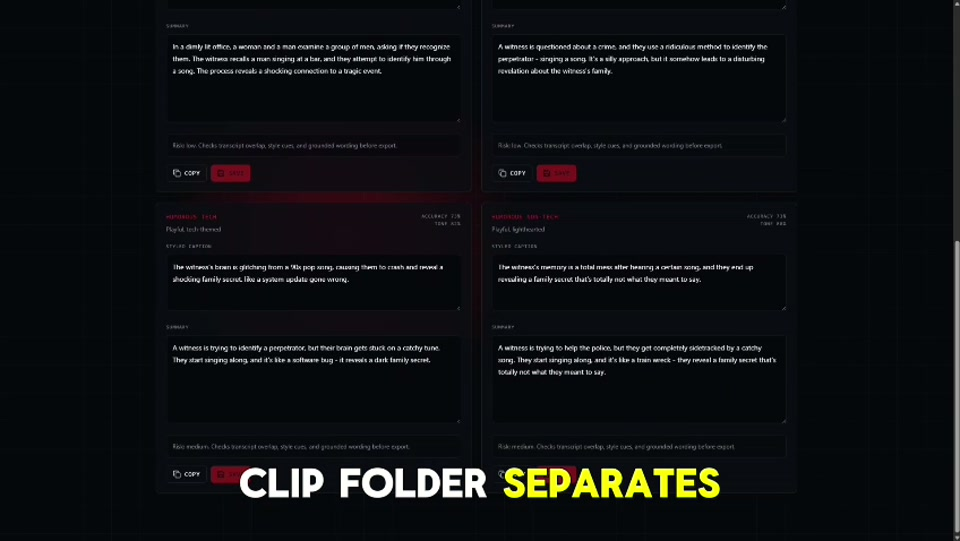 SUMMARY
In a dimly lit office, a woman and a man examine a group of men, asking if they recognize
them. The witness recalls a man singing at a bar, and they attempt to identify him through
a song. The process reveals a shocking connection to a tragic event.
Risk: low. Checks transcript overlap, style cues, and grounded wording before export.
COPY
SAVE
SUMMARY
A witness is questioned about a crime, and they use a ridiculous method to identify the
perpetrator - singing a song. It's a silly approach, but it somehow leads to a disturbing
revelation about the witness's family.
Risk: low. Checks transcript overlap, style cues, and grounded wording before export.
COPY
SAVE
HUMOROUS TECH
Playful, tech-themed
ACCURACY 73%
STYLED CAPTION
The witness's brain is glitching from a 90s pop song, causing them to crash and reveal a
shocking family secret, like a system update gone wrong.
SUMMARY
A witness is trying to identify a perpetrator, but their brain gets stuck on a catchy tune.
They start singing along, and it's like a software bug - it reveals a dark family secret.
Risk: medium. Checks transcript overlap, style cues, and grounded wording before export.
COPY
HUMOROUS NON-TECH
Playful, lighthearted
ACCURACY 73%
STYLED CAPTION
The witness's memory is a total mess after hearing a certain song, and they end up
revealing a family secret that's totally not what they meant to say.
SUMMARY
A witness is trying to help the police, but they get completely sidetracked by a catchy
song. They start singing along, and it's like a train wreck - they reveal a family secret that's
totally not what they meant to say.
Risk: medium. Checks transcript overlap, style cues, and grounded wording before export.
CLIP FOLDER SEPARATES